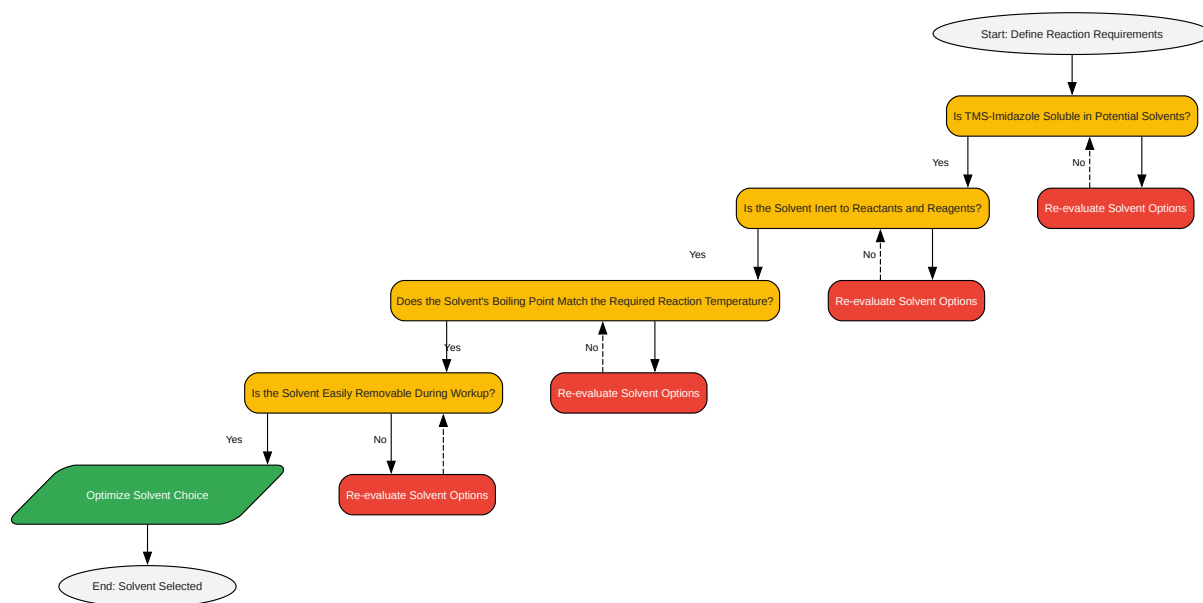 Start: Define Reaction Requirements
Is TMS-Imidazole Soluble in Potential Solvents?
Yes
No
Is the Solvent Inert to Reactants and Reagents?
Re-evaluate Solvent Options
Yes
No
Does the Solvent's Boiling Point Match the Required Reaction Temperature?
Re-evaluate Solvent Options
Yes
No
Is the Solvent Easily Removable During Workup?
Re-evaluate Solvent Options
Yes
No
Optimize Solvent Choice
Re-evaluate Solvent Options
End: Solvent Selected